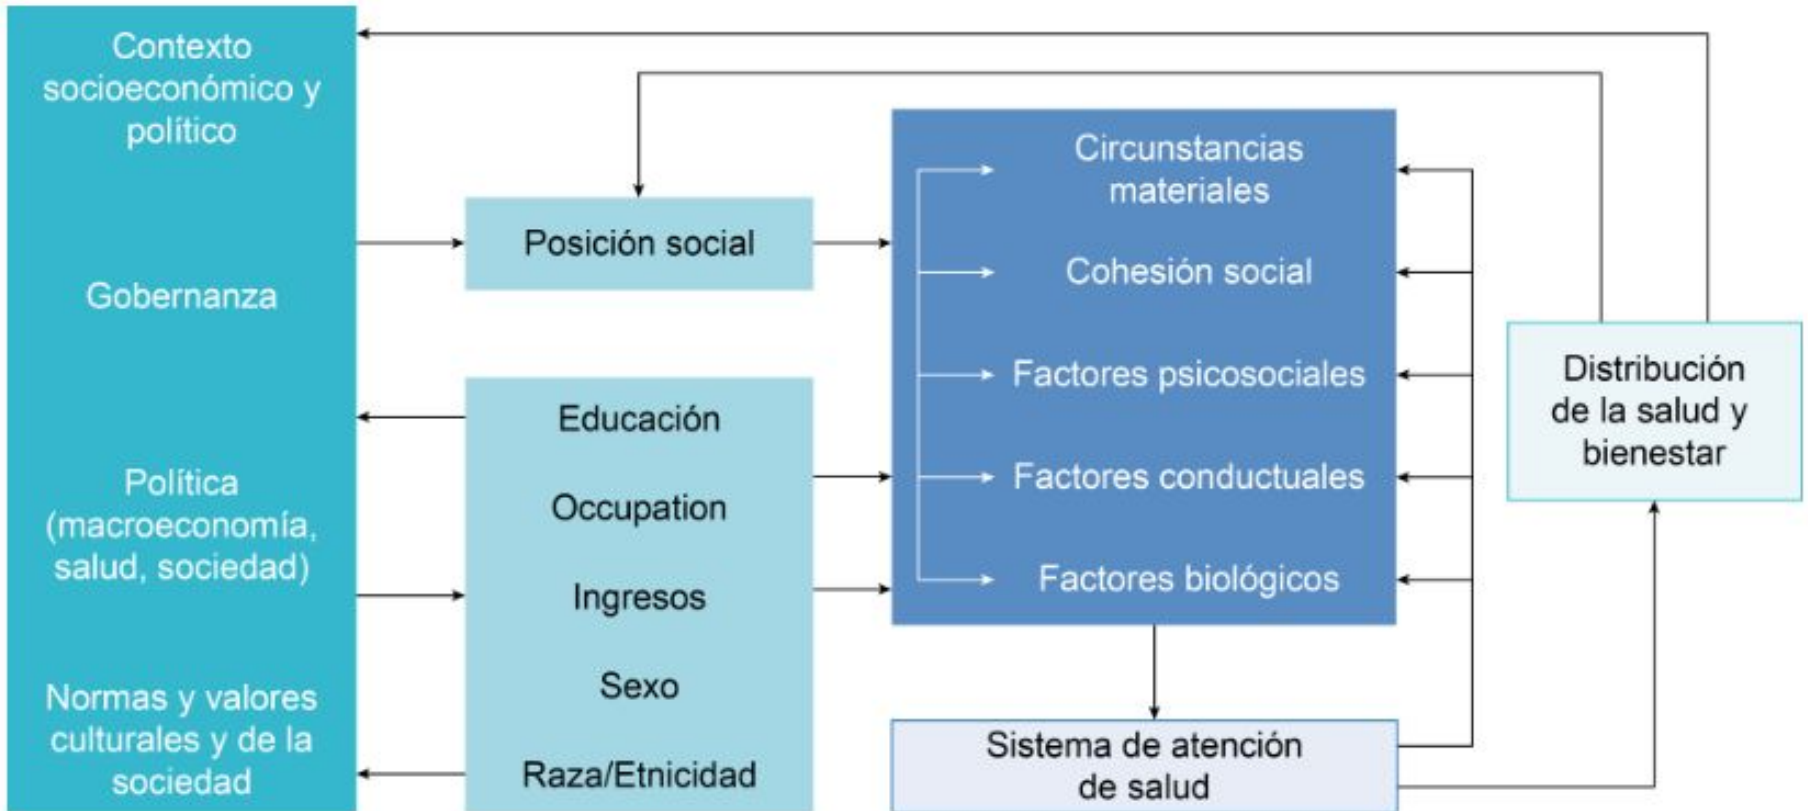 Contexto
socioeconómico y
político
Gobernanza
Política
(macroeconomía,
salud, sociedad)
Normas y valores
culturales y de la
sociedad
Posición social
Educación
Occupation
Ingresos
Sexo
Raza/Etnicidad
Circunstancias
materiales
Cohesión social
Factores psicosociales
Factores conductuales
Factores biológicos
Sistema de atención
de salud
Distribución
de la salud y
bienestar